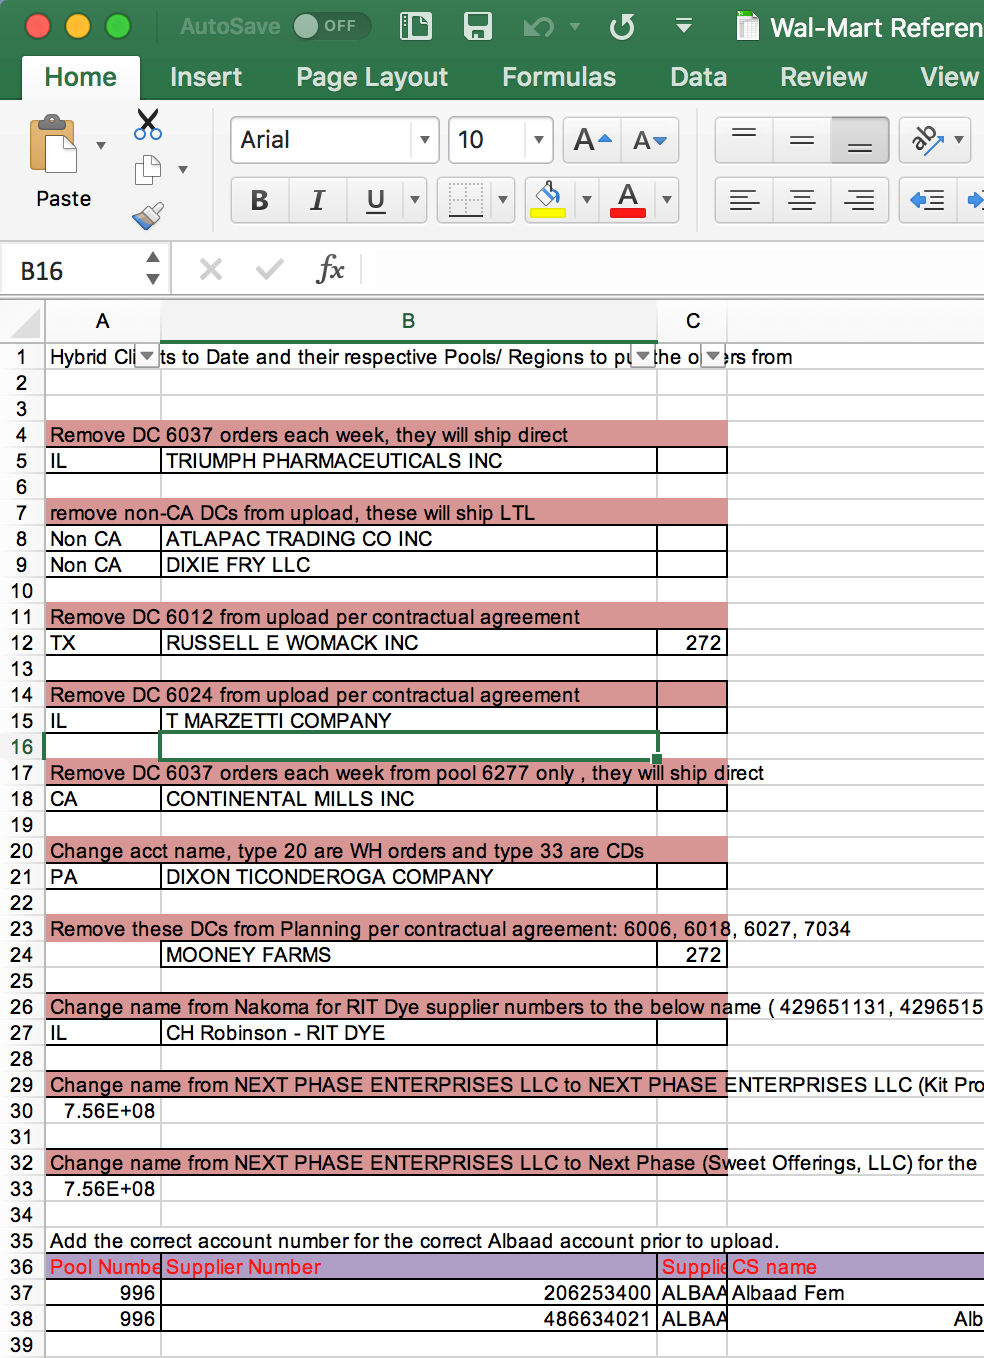 AutoSave OFF Wal-Mart Referen
Home Insert Page Layout Formulas Data Review View
Paste Arial 10 A A ab
B I U A
B16 fx
A B C
1 Hybrid Cli ts to Date and their respective Pools/ Regions to pu the o ers from
2
3
4 Remove DC 6037 orders each week, they will ship direct
5 IL TRIUMPH PHARMACEUTICALS INC
6
7 remove non-CA DCs from upload, these will ship LTL
8 Non CA ATLAPAC TRADING CO INC
9 Non CA DIXIE FRY LLC
10
11 Remove DC 6012 from upload per contractual agreement
12 TX RUSSELL E WOMACK INC 272
13
14 Remove DC 6024 from upload per contractual agreement
15 IL T MARZETTI COMPANY
16
17 Remove DC 6037 orders each week from pool 6277 only , they will ship direct
18 CA CONTINENTAL MILLS INC
19
20 Change acct name, type 20 are WH orders and type 33 are CDs
21 PA DIXON TICONDEROGA COMPANY
22
23 Remove these DCs from Planning per contractual agreement: 6006, 6018, 6027, 7034
24 MOONEY FARMS 272
25
26 Change name from Nakoma for RIT Dye supplier numbers to the below name ( 429651131, 4296515
27 IL CH Robinson - RIT DYE
28
29 Change name from NEXT PHASE ENTERPRISES LLC to NEXT PHASE ENTERPRISES LLC (Kit Pro
30 7.56E+08
31
32 Change name from NEXT PHASE ENTERPRISES LLC to Next Phase (Sweet Offerings, LLC) for the
33 7.56E+08
34
35 Add the correct account number for the correct Albaad account prior to upload.
36 Pool Numbe Supplier Number Supplie CS name
37 996 206253400 ALBAA Albaad Fem
38 996 486634021 ALBAA Alb
39